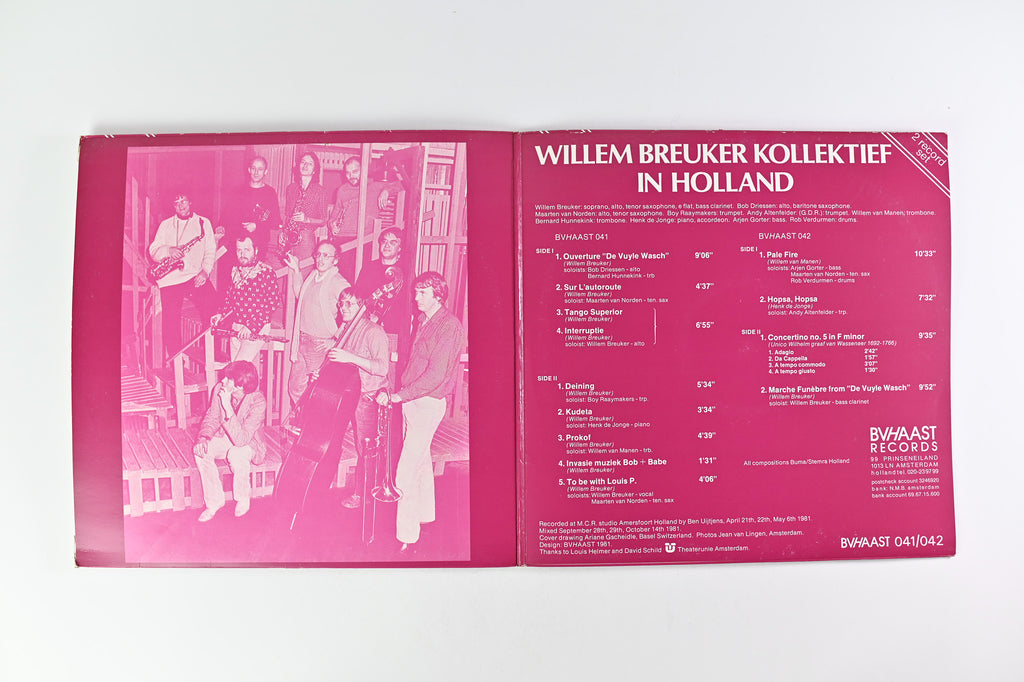 2 record
set
WILLEM BREUKER KOLLEKTIEF
IN HOLLAND
Willem Breuker: soprano, alto, tenor saxophone, e flat, bass clarinet. Bob Driessen: alto, baritone saxophone.
Maarten van Norden: alto, tenor saxophone. Boy Raaymakers: trumpet. Andy Altenfelder (G.D.R.): trumpet. Willem van Manen: trombone.
Bernard Hunnekink: trombone. Henk de Jonge: piano, accordeon. Arjen Gorter: bass. Rob Verdurmen: drums.
BVHAAST 041
SIDE I 1. Ouverture "De Vuyle Wasch" 9'06"
(Willem Breuker)
soloists: Bob Driessen - alto
Bernard Hunnekink - trb
2. Sur L'autoroute 4'37"
(Willem Breuker)
soloist: Maarten van Norden - ten. sax
3. Tango Superior
(Willem Breuker)
4. Interruptie 6'55"
(Willem Breuker)
soloist: Willem Breuker - alto
SIDE II
1. Deining 5'34"
(Willem Breuker)
soloist: Boy Raaymakers - trp.
2. Kudeta 3'34"
(Willem Breuker)
soloist: Henk de Jonge - piano
3. Prokof 4'39"
(Willem Breuker)
soloist: Willem van Manen - trb.
4. Invasie muziek Bob + Babe 1'31"
(Willem Breuker)
5. To be with Louis P. 4'06"
(Willem Breuker)
soloists: Willem Breuker - vocal
Maarten van Norden - ten. sax
BVHAAST 042
SIDE I
1. Pale Fire 10'33"
(Willem van Manen)
soloists: Arjen Gorter - bass
Maarten van Norden - ten. sax
Rob Verdurmen - drums
2. Hopsa, Hopsa 7'32"
(Henk de Jonge)
soloist: Andy Altenfelder - trp.
SIDE II
1. Concertino no. 5 in F minor 9'35"
(Unico Wilhelm graaf van Wassenaer 1692-1766)
1. Adagio 2'42"
2. Da Cappella 1'57"
3. A tempo commodo 3'07"
4. A tempo giusto 1'30"
2. Marche Funèbre from "De Vuyle Wasch" 9'52"
(Willem Breuker)
soloist: Willem Breuker - bass clarinet
All compositions Buma/Stemra Holland
BVHAAST
RECORDS
99 PRINSENEILAND
1013 LN AMSTERDAM
holland tel. 020-239799
postcheck account 3246920
bank: N.M.B. amsterdam
bank account 69.67.15.600
Recorded at M.C.R. studio Amersfoort Holland by Ben Uijtjens, April 21th, 22th, May 6th 1981.
Mixed September 28th, 29th, October 14th 1981.
Cover drawing Ariane Gscheidle, Basel Switzerland. Photos Jean van Lingen, Amsterdam.
Design: BVHAAST 1981.
Thanks to Louis Helmer and David Schild Theaterunie Amsterdam.
BVHAAST 041/042